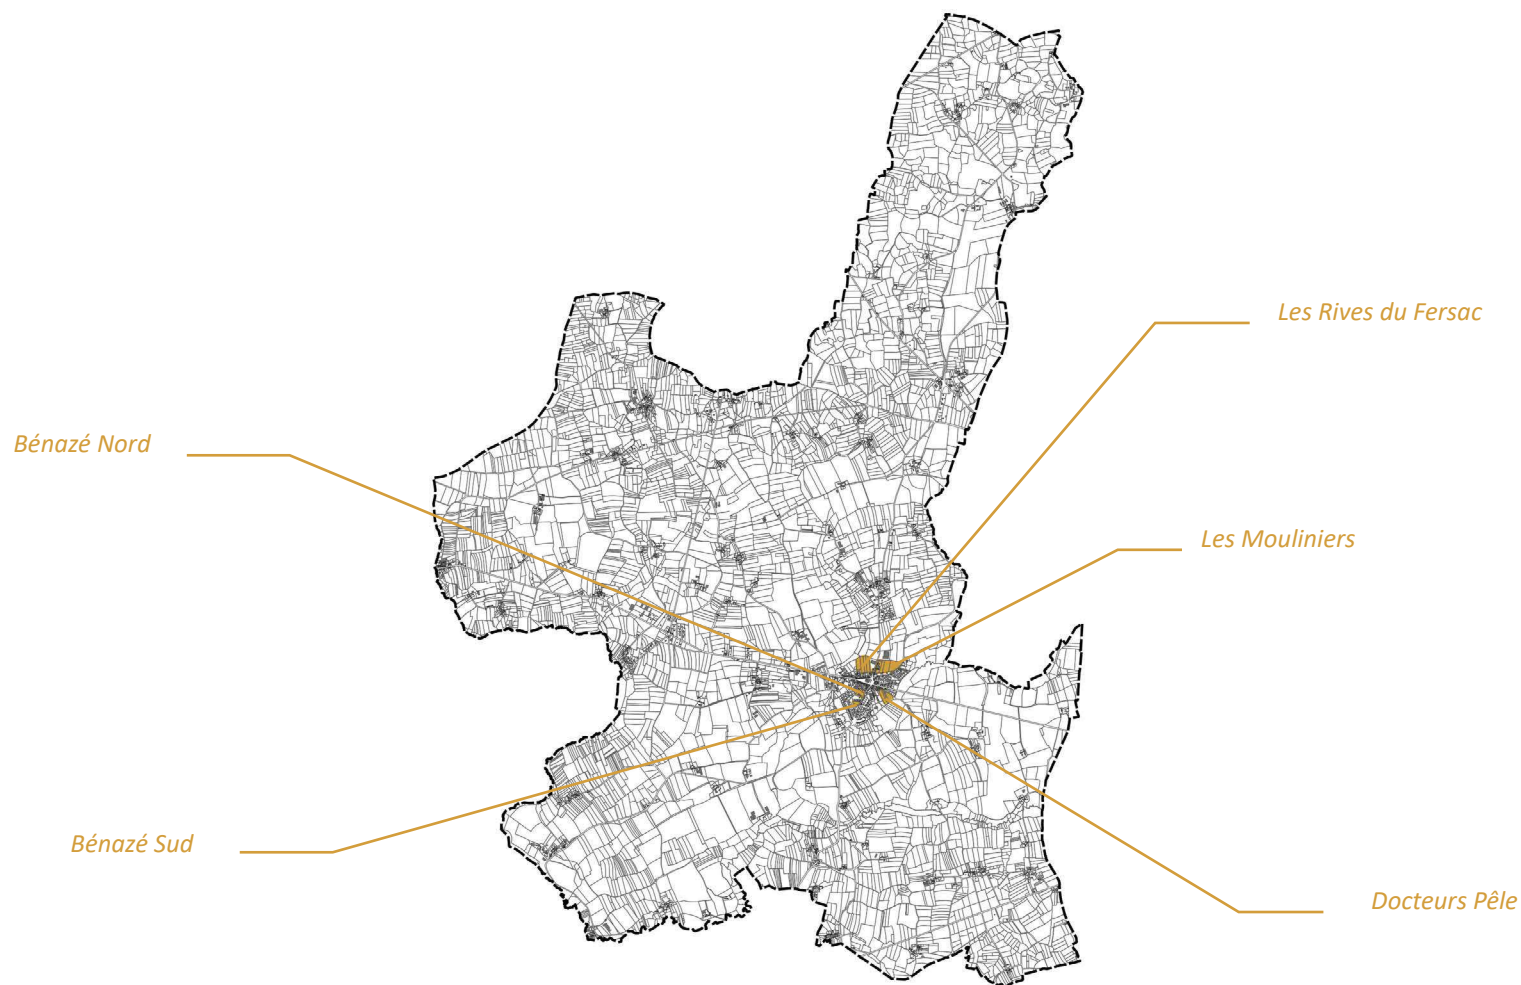 Les Rives du Fersac
Bénazé Nord
Les Mouliniers
Bénazé Sud
Docteurs Pêle